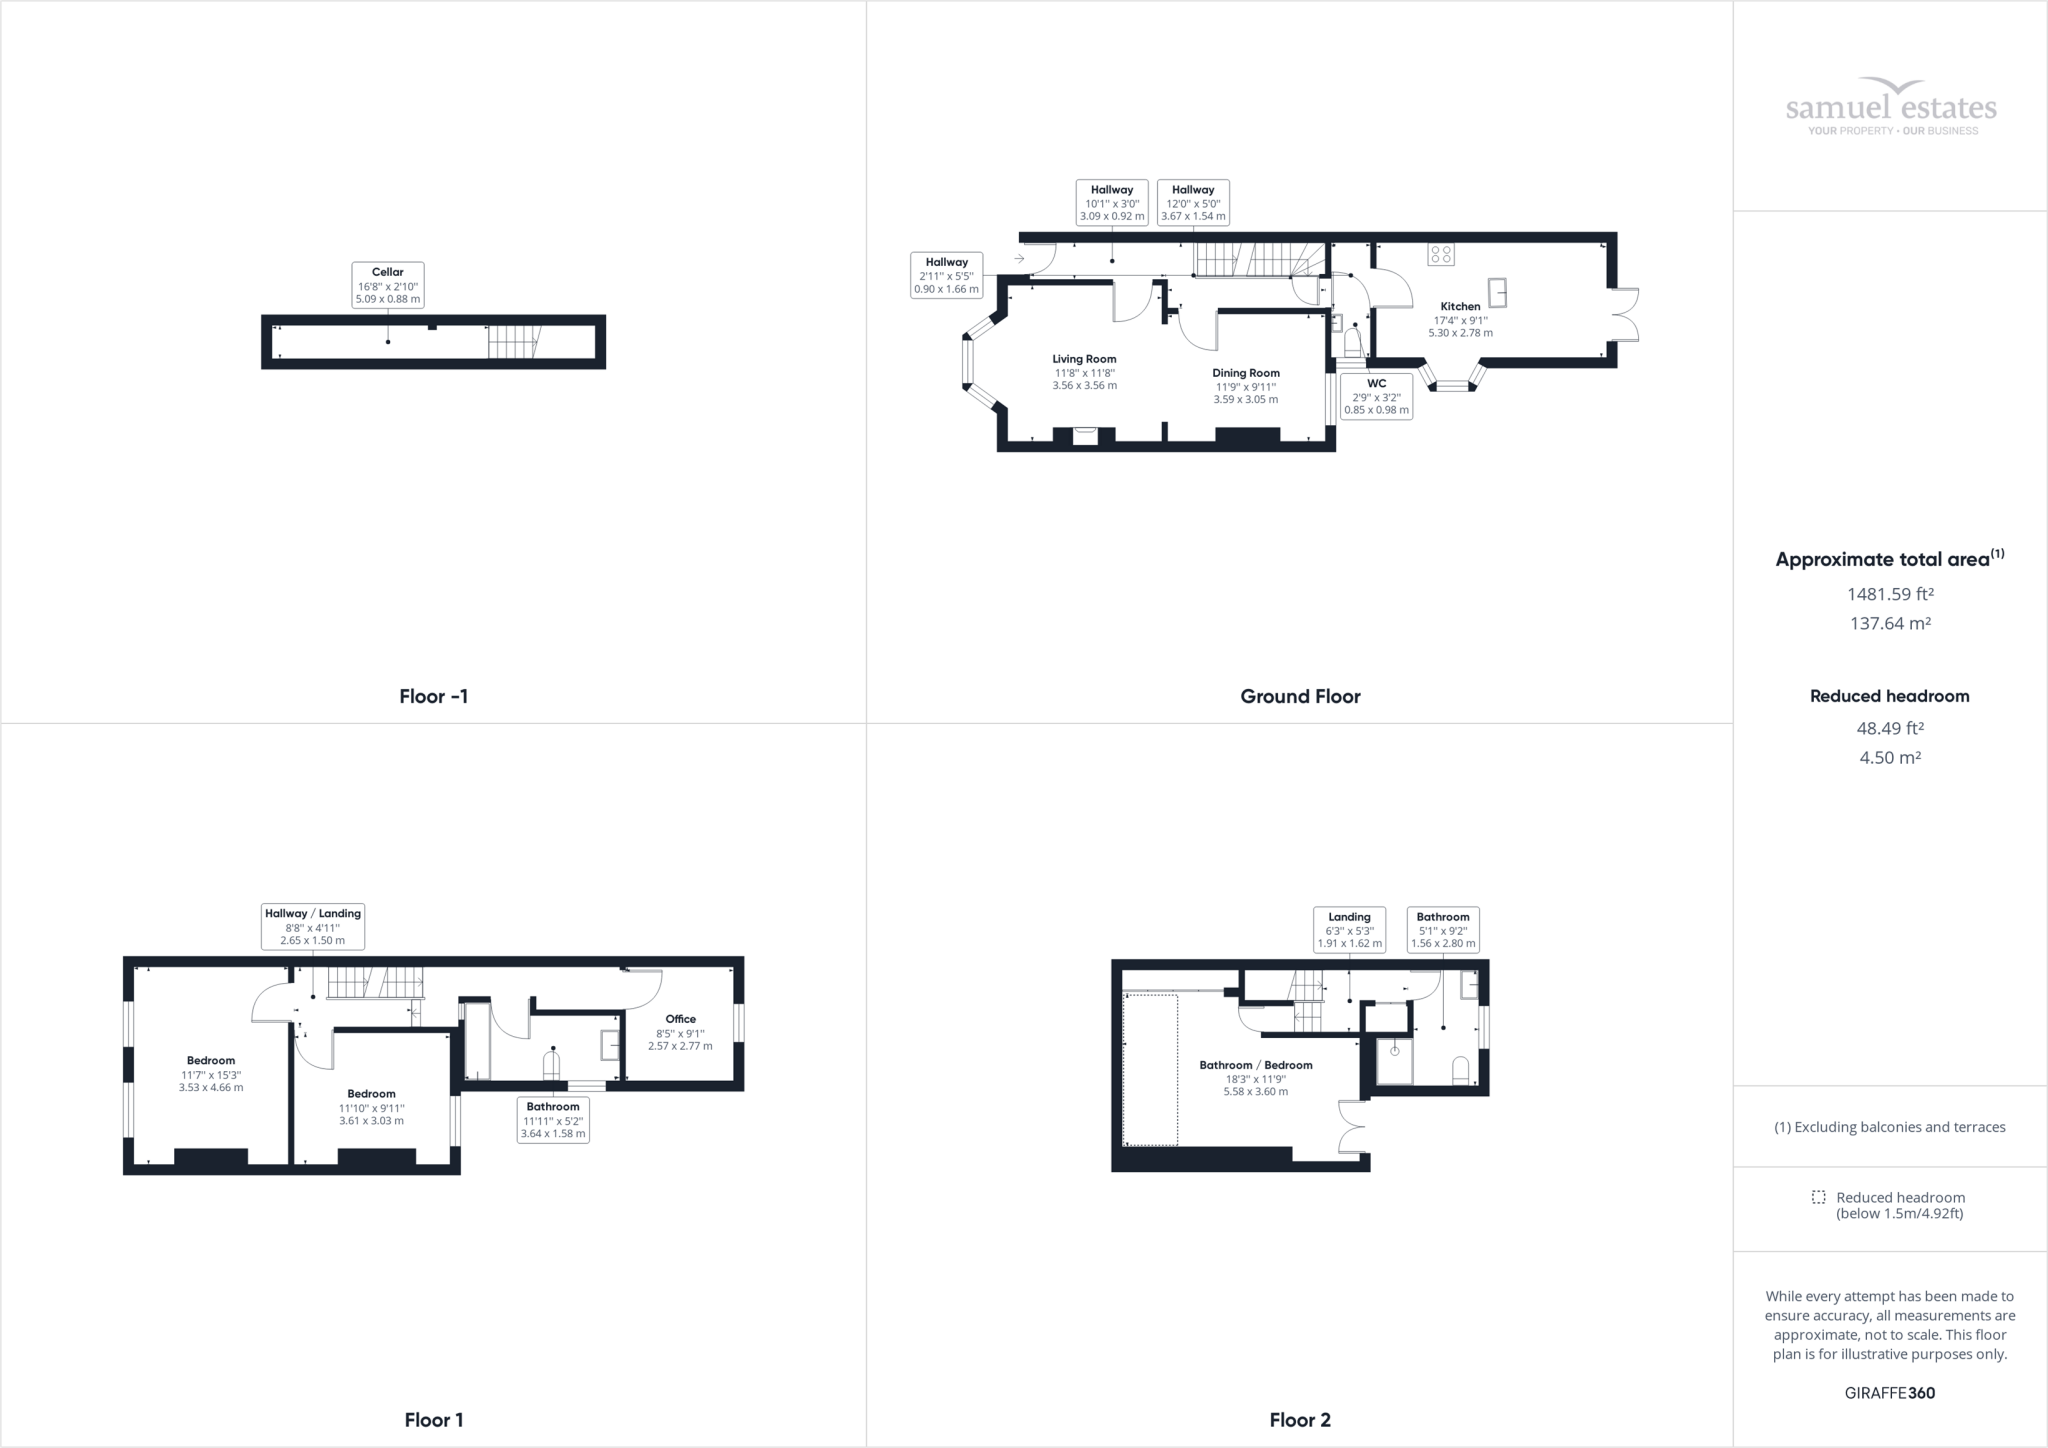 Cellar
16'8" x 2'10"
5.09 x 0.88 m
Floor -1
Hallway
10'1" x 3'0"
3.09 x 0.92 m
Hallway
12'0" x 5'0"
3.67 x 1.54 m
Hallway
2'11" x 5'5"
0.90 x 1.66 m
Kitchen
17'4" x 9'1"
5.30 x 2.78 m
Living Room
11'8" x 11'8"
3.56 x 3.56 m
Dining Room
11'9" x 9'11"
3.59 x 3.05 m
WC
2'9" x 3'2"
0.85 x 0.98 m
Ground Floor
Hallway / Landing
8'8" x 4'11"
2.65 x 1.50 m
Office
8'5" x 9'1"
2.57 x 2.77 m
Bedroom
11'7" x 15'3"
3.53 x 4.66 m
Bedroom
11'10" x 9'11"
3.61 x 3.03 m
Bathroom
11'11" x 5'2"
3.64 x 1.58 m
Floor 1
Landing
6'3" x 5'3"
1.91 x 1.62 m
Bathroom
5'1" x 9'2"
1.56 x 2.80 m
Bathroom / Bedroom
18'3" x 11'9"
5.58 x 3.60 m
Floor 2
samuel estates
YOUR PROPERTY • OUR BUSINESS
Approximate total area(1)
1481.59 ft²
137.64 m²
Reduced headroom
48.49 ft²
4.50 m²
(1) Excluding balconies and terraces
Reduced headroom
(below 1.5m/4.92ft)
While every attempt has been made to
ensure accuracy, all measurements are
approximate, not to scale. This floor
plan is for illustrative purposes only.
GIRAFFE360